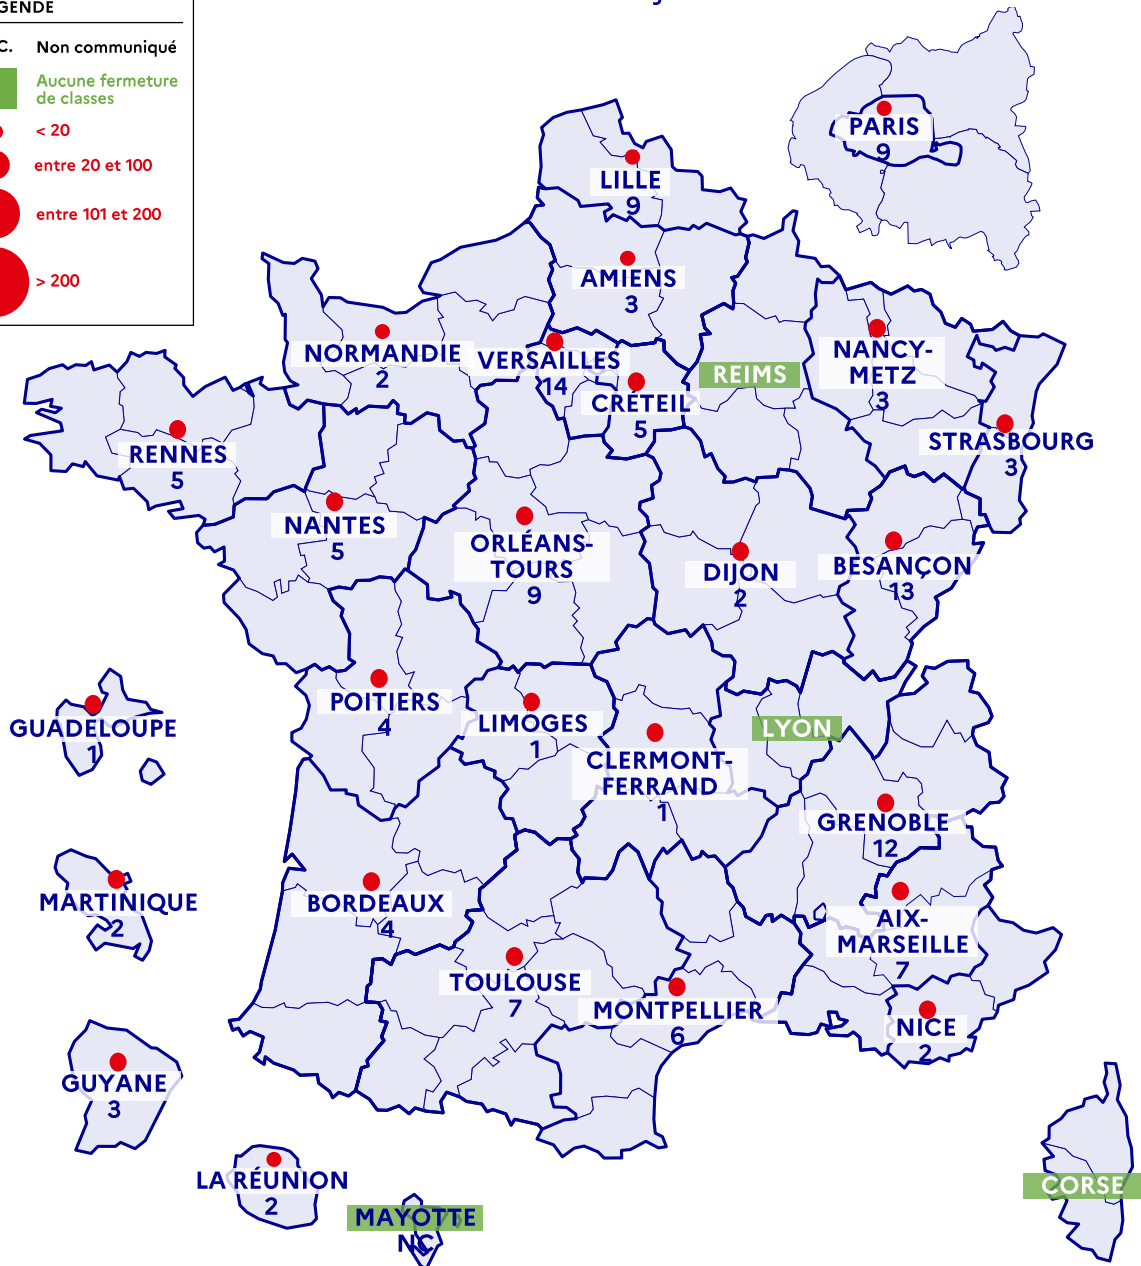 GENDE
C. Non communiqué
Aucune fermeture
de classes
< 20
entre 20 et 100
entre 101 et 200
> 200
PARIS
9
LILLE
9
AMIENS
3
NORMANDIE
2
VERSAILLES
14
CRÉTEIL
5
REIMS
NANCY-
METZ
3
STRASBOURG
3
RENNES
5
NANTES
5
ORLÉANS-
TOURS
9
DIJON
2
BESANÇON
13
POITIERS
4
LIMOGES
1
CLERMONT-
FERRAND
1
LYON
GRENOBLE
12
GUADELOUPE
1
MARTINIQUE
2
BORDEAUX
4
AIX-
MARSEILLE
7
TOULOUSE
7
MONTPELLIER
6
NICE
2
GUYANE
3
LA RÉUNION
2
MAYOTTE
NC
CORSE